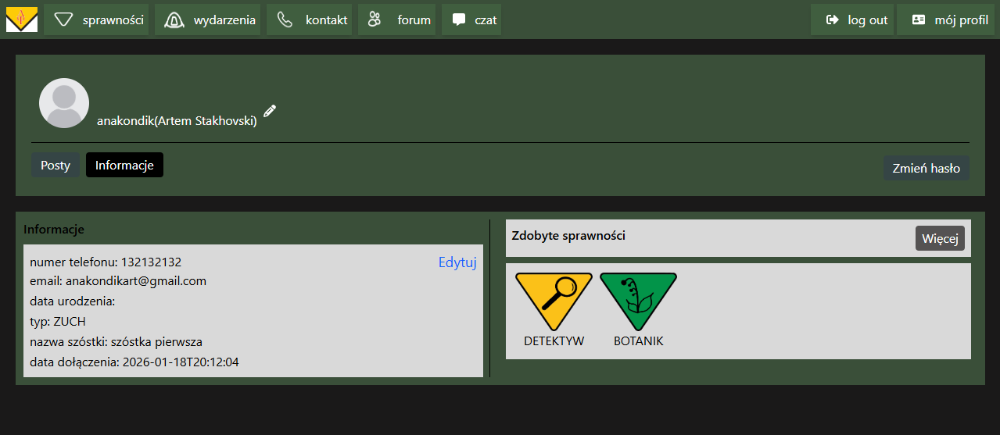 sprawności wydarzenia kontakt forum czat log out mój profil
anakondik(Artem Stakhovski)
Posty Informacje Zmień hasło
Informacje
numer telefonu: 132132132 Edytuj
email: anakondikart@gmail.com
data urodzenia:
typ: ZUCH
nazwa szóstki: szóstka pierwsza
data dołączenia: 2026-01-18T20:12:04
Zdobyte sprawności Więcej
DETEKTYW BOTANIK